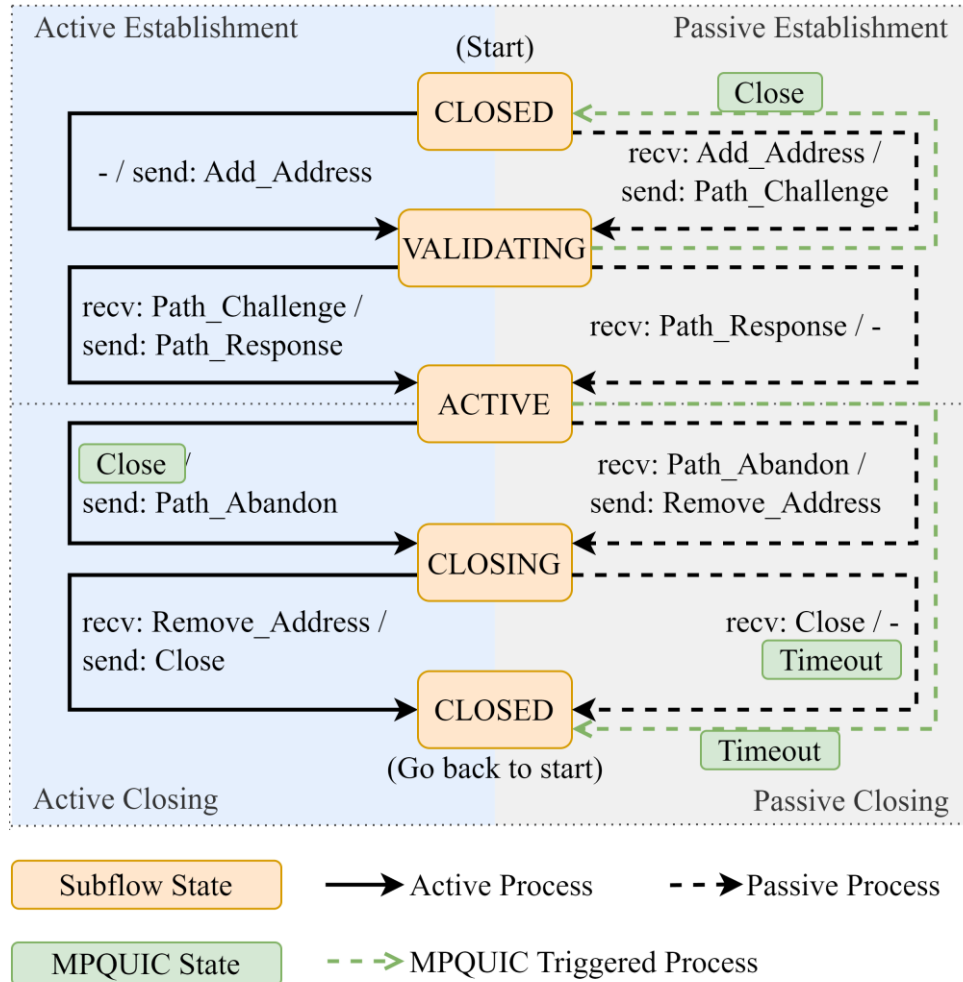 Active Establishment
Passive Establishment
(Start)
CLOSED
Close
- / send: Add_Address
recv: Add_Address /
send: Path_Challenge
VALIDATING
recv: Path_Challenge /
send: Path_Response
recv: Path_Response / -
ACTIVE
Close /
send: Path_Abandon
recv: Path_Abandon /
send: Remove_Address
CLOSING
recv: Remove_Address /
send: Close
recv: Close / -
Timeout
CLOSED
Timeout
(Go back to start)
Active Closing
Passive Closing
Subflow State
Active Process
Passive Process
MPQUIC State
MPQUIC Triggered Process